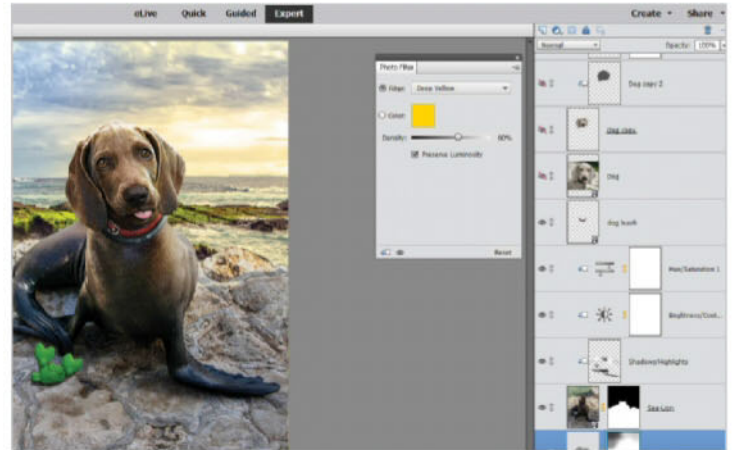 eLive Quick Guided Expert Create Share
Normal Opacity: 100%
Photo Filter
Filter: Deep Yellow
Color:
Density: 60%
Preserve Luminosity
Reset
Dog copy 2
Dog copy
Dog
dog
Hue/Saturation 1
Brightness/Cont...
Shadows/Highlights
Sea Lion